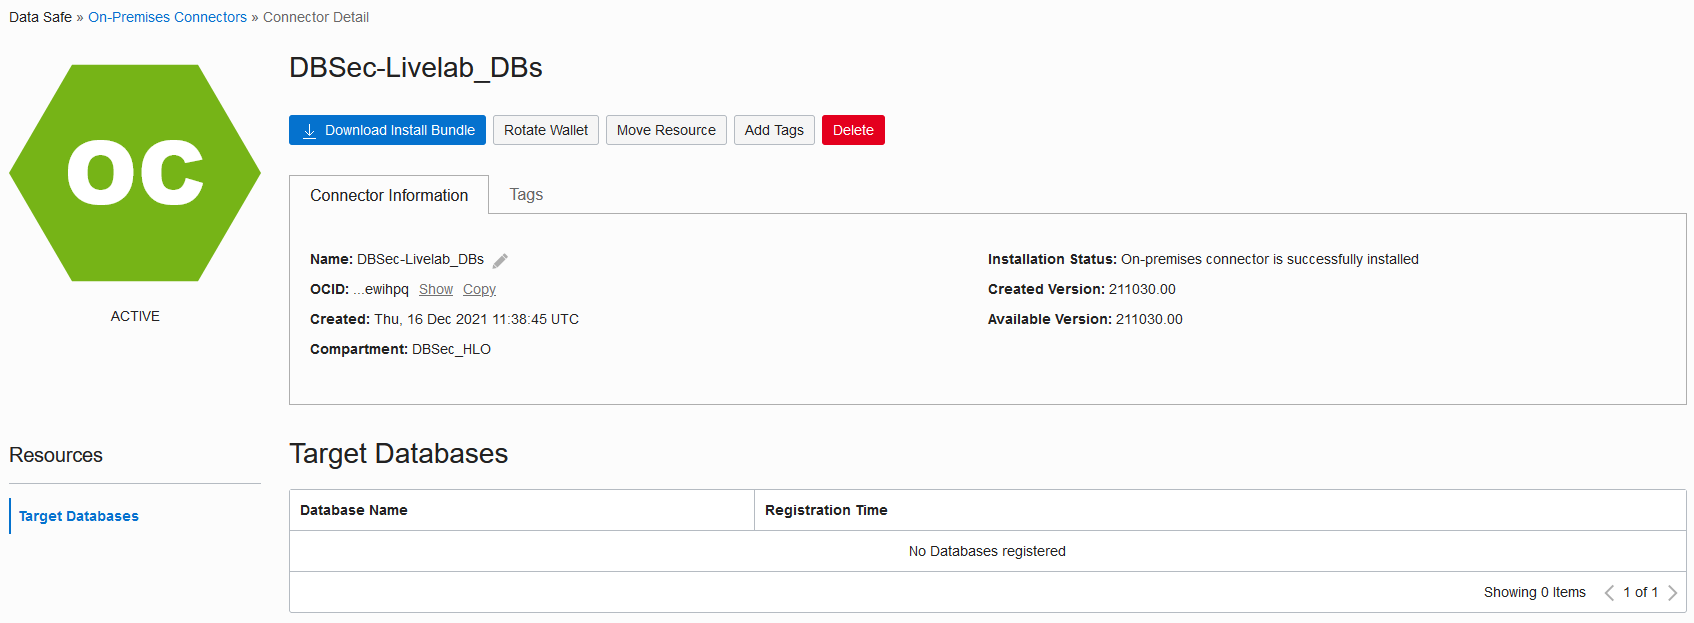 Data Safe » On-Premises Connectors » Connector Detail
oc
ACTIVE
DBSec-Livelab_DBs
Download Install Bundle Rotate Wallet Move Resource Add Tags Delete
Connector Information Tags
Name: DBSec-Livelab_DBs
OCID: ...ewihpq Show Copy
Created: Thu, 16 Dec 2021 11:38:45 UTC
Compartment: DBSec_HLO
Installation Status: On-premises connector is successfully installed
Created Version: 211030.00
Available Version: 211030.00
Resources
Target Databases
Target Databases
Database Name Registration Time
No Databases registered
Showing 0 Items 1 of 1